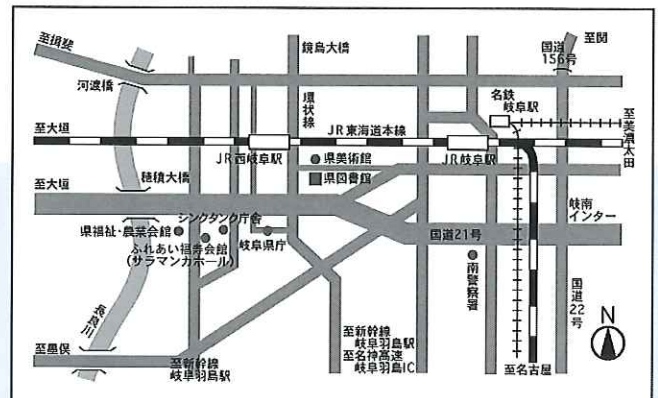 至揖斐
鏡島大橋
国道
156号
至関
河渡橋
環状線
名鉄
岐阜駅
至大垣
JR東海道本線
至美濃太田
JR西岐阜駅
県美術館
JR岐阜駅
至大垣
穂積大橋
県図書館
岐南
インター
シンクタンク庁舎
県福祉・農業会館
ふれあい福寿会館
(サラマンカホール)
岐阜県庁
国道21号
南警察署
国道22号
長良川
N
至新幹線
岐阜羽島駅
至名神高速
岐阜羽島IC
至墨俣
至新幹線
岐阜羽島駅
至名古屋